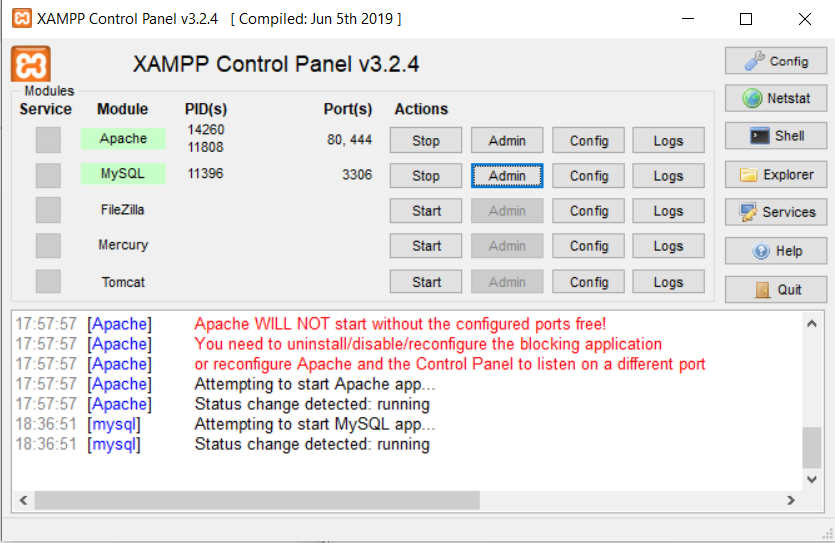 XAMPP Control Panel v3.2.4 [ Compiled: Jun 5th 2019 ]
XAMPP Control Panel v3.2.4
Config
Modules
Service Module PID(s) Port(s) Actions
Netstat
Apache 14260 11808 80, 444 Stop Admin Config Logs
Shell
MySQL 11396 3306 Stop Admin Config Logs
Explorer
FileZilla Start Admin Config Logs
Services
Mercury Start Admin Config Logs
Help
Tomcat Start Admin Config Logs
Quit
17:57:57 [Apache] Apache WILL NOT start without the configured ports free!
17:57:57 [Apache] You need to uninstall/disable/reconfigure the blocking application
17:57:57 [Apache] or reconfigure Apache and the Control Panel to listen on a different port
17:57:57 [Apache] Attempting to start Apache app...
17:57:57 [Apache] Status change detected: running
18:36:51 [mysql] Attempting to start MySQL app...
18:36:51 [mysql] Status change detected: running